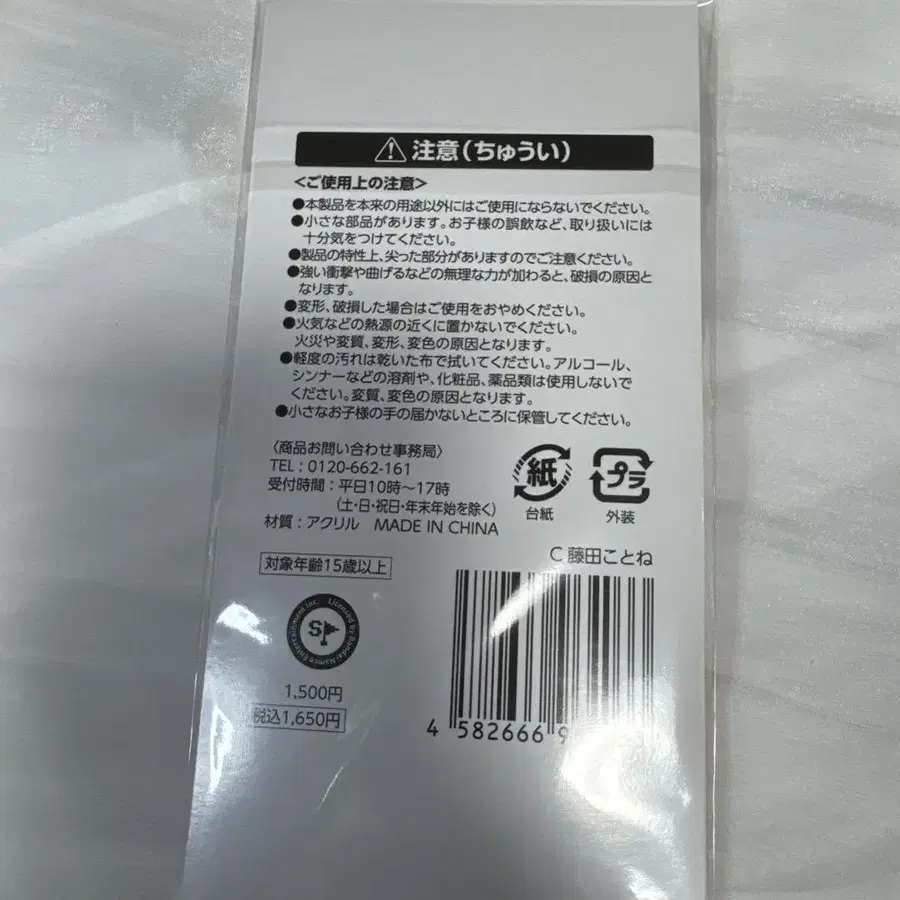 注意(ちゅうい)
<ご使用上の注意>
●本製品を本来の用途以外にはご使用にならないでください。
●小さな部品があります。お子様の誤飲など、取り扱いには
十分気をつけてください。
●製品の特性上、尖った部分がありますのでご注意ください。
●強い衝撃や曲げるなどの無理な力が加わると、破損の原因と
なります。
●変形、破損した場合はご使用をおやめください。
●火気などの熱源の近くに置かないでください。
火災や変質、変形、変色の原因となります。
●軽度の汚れは乾いた布で拭いてください。アルコール、
シンナーなどの溶剤や、化粧品、薬品類は使用しないで
ください。変質、変色の原因となります。
●小さなお子様の手の届かないところに保管してください。
〈商品お問い合わせ事務局〉
TEL:0120-662-161
受付時間:平日10時~17時
(土・日・祝日・年末年始を除く)
材質:アクリル MADE IN CHINA
紙
台紙
プラ
外装
C 藤田ことね
対象年齢15歳以上
Licensed by Bandai Namco Entertainment Inc.
S
1,500円
税込1,650円
4 582666 9